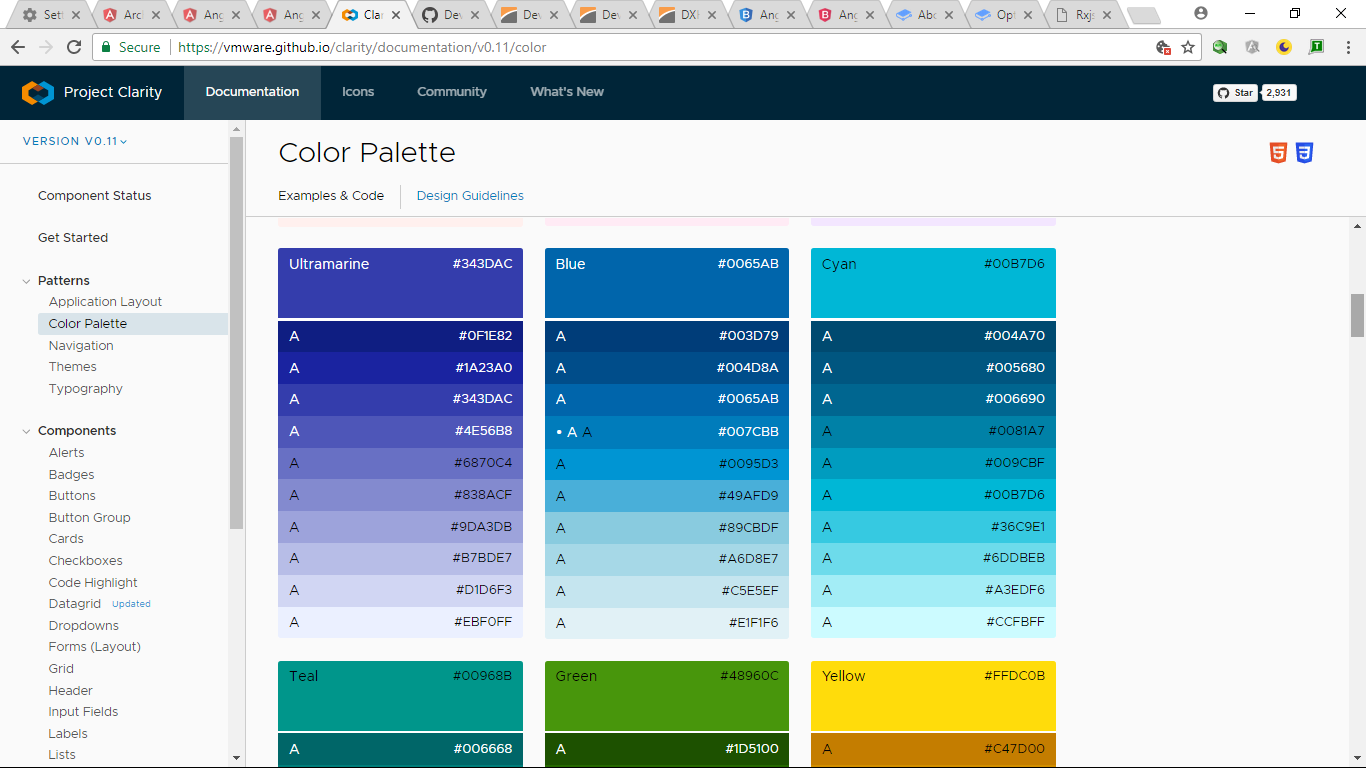 Set
Arc
Ang
Ang
Cla
Dev
Dev
Dev
DXI
Ang
Ang
Abo
Opt
Rxjs
Secure
https://vmware.github.io/clarity/documentation/v0.11/color
Project Clarity
Documentation
Icons
Community
What's New
Star
2,931
VERSION V0.11
Component Status
Get Started
Patterns
Application Layout
Color Palette
Navigation
Themes
Typography
Components
Alerts
Badges
Buttons
Button Group
Cards
Checkboxes
Code Highlight
Datagrid Updated
Dropdowns
Forms (Layout)
Grid
Header
Input Fields
Labels
Lists
Color Palette
Examples & Code
Design Guidelines
Ultramarine #343DAC
A #0F1E82
A #1A23A0
A #343DAC
A #4E56B8
A #6870C4
A #838ACF
A #9DA3DB
A #B7BDE7
A #D1D6F3
A #EBF0FF
Blue #0065AB
A #003D79
A #004D8A
A #0065AB
• A A #007CBB
A #0095D3
A #49AFD9
A #89CBDF
A #A6D8E7
A #C5E5EF
A #E1F1F6
Cyan #00B7D6
A #004A70
A #005680
A #006690
A #0081A7
A #009CBF
A #00B7D6
A #36C9E1
A #6DDBEB
A #A3EDF6
A #CCFBFF
Teal #00968B
A #006668
Green #48960C
A #1D5100
Yellow #FFDC0B
A #C47D00